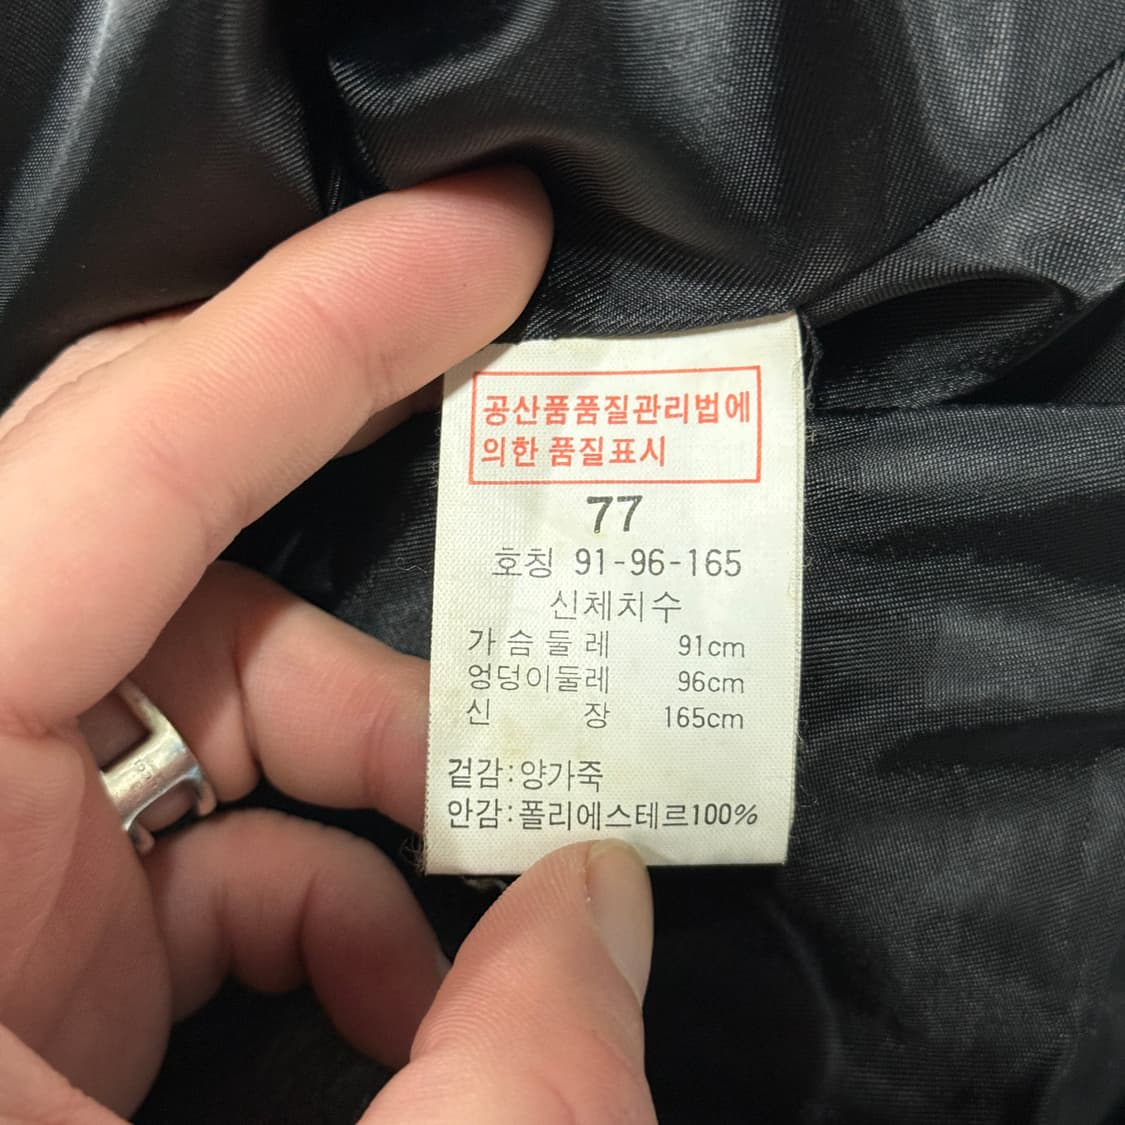 공산품품질관리법에
의한 품질표시
77
호칭 91-96-165
신체치수
가슴둘레 91cm
엉덩이둘레 96cm
신장 165cm
겉감:양가죽
안감:폴리에스테르100%